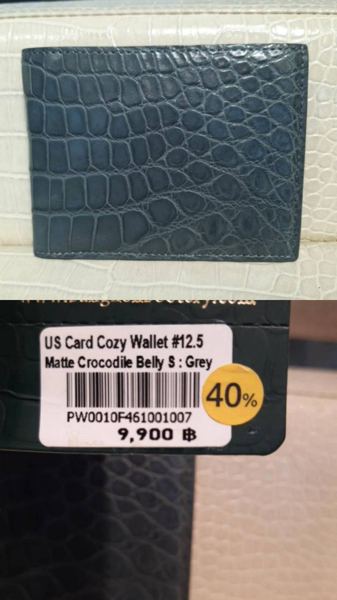 US Card Cozy Wallet #12.5
Matte Crocodile Belly S : Grey
40%
PW0010F461001007
9,900 ฿